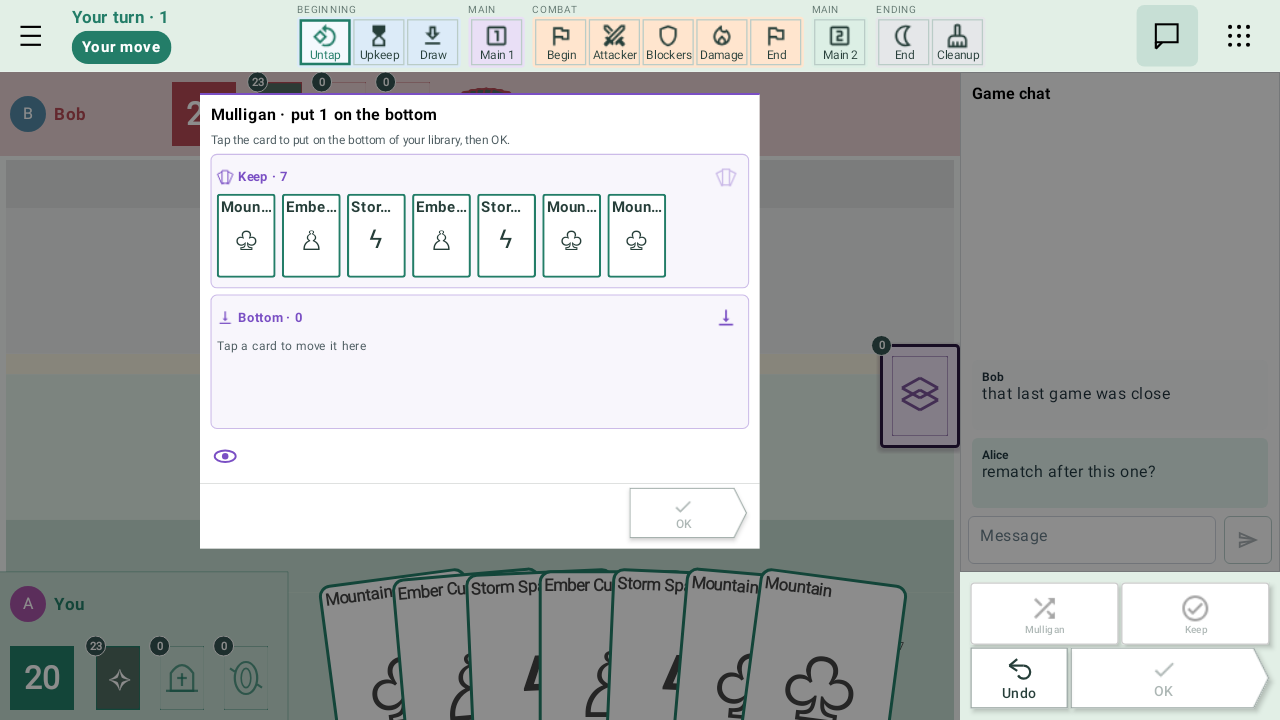 Your turn · 1
Your move
BEGINNING
Untap
Upkeep
Draw
MAIN
Main 1
COMBAT
Begin
Attacker
Blockers
Damage
End
MAIN
Main 2
ENDING
End
Cleanup
B
Bob
23
0
0
Game chat
Mulligan · put 1 on the bottom
Tap the card to put on the bottom of your library, then OK.
Keep · 7
Moun…
Embe…
Stor…
Embe…
Stor…
Moun…
Moun…
Bottom · 0
Tap a card to move it here
OK
0
Bob
that last game was close
Alice
rematch after this one?
Message
A
You
20
23
0
0
Mountain
Ember Cu
Storm Spa
Ember Cu
Storm Spa
Mountain
Mountain
7
Mulligan
Keep
Undo
OK